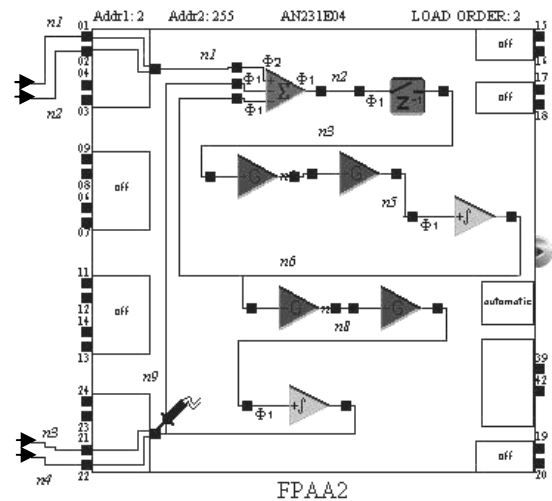 Addr1: 2 Addr2: 255 AN231E04 LOAD ORDER: 2
n1 01 n1 Φ2 15
off
02 Φ1 Σ Φ1 n2 16
04 17
n2 Φ1 Z⁻¹ off
03 Φ1 18
n3
09
off -G -G
08
06 n5
07 Φ1 +∫
n6
11
off -G -G automatic
12
14 n8
13
39
n9 42
24
23 Φ1 +∫
n3 21 19
off
n4 22 20
FPAA2